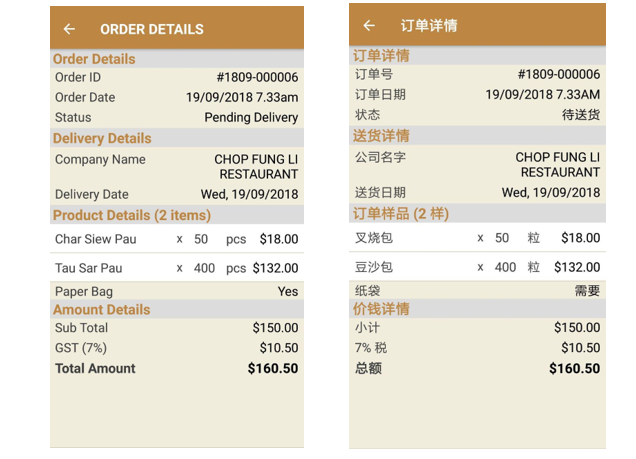 ORDER DETAILS
Order Details
Order ID #1809-000006
Order Date 19/09/2018 7.33am
Status Pending Delivery
Delivery Details
Company Name CHOP FUNG LI
RESTAURANT
Delivery Date Wed, 19/09/2018
Product Details (2 items)
Char Siew Pau x 50 pcs $18.00
Tau Sar Pau x 400 pcs $132.00
Paper Bag Yes
Amount Details
Sub Total $150.00
GST (7%) $10.50
Total Amount $160.50
订单详情
订单详情
订单号 #1809-000006
订单日期 19/09/2018 7.33AM
状态 待送货
送货详情
公司名字 CHOP FUNG LI
RESTAURANT
送货日期 Wed, 19/09/2018
订单样品 (2 样)
叉烧包 x 50 粒 $18.00
豆沙包 x 400 粒 $132.00
纸袋 需要
价钱详情
小计 $150.00
7% 税 $10.50
总额 $160.50